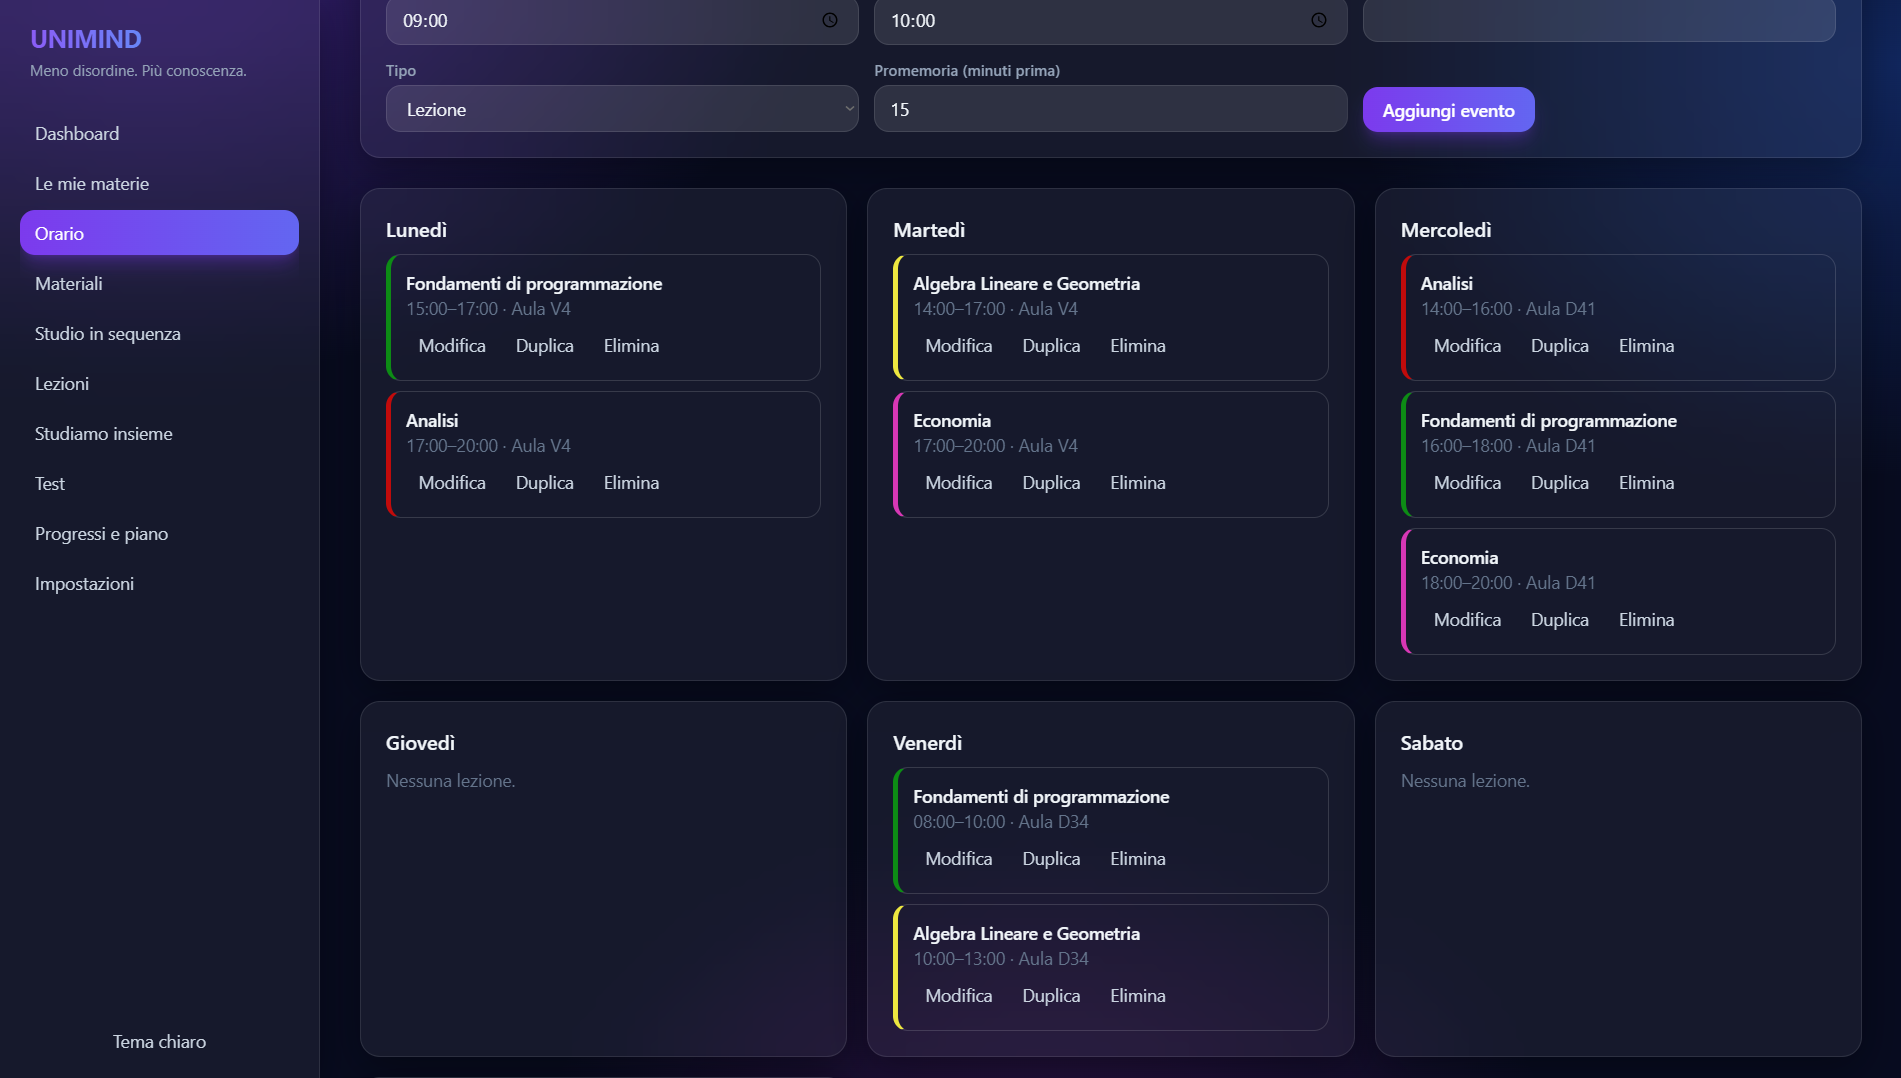 UNIMIND
Meno disordine. Più conoscenza.
Dashboard
Le mie materie
Orario
Materiali
Studio in sequenza
Lezioni
Studiamo insieme
Test
Progressi e piano
Impostazioni
Tema chiaro
09:00
10:00
Tipo
Promemoria (minuti prima)
Lezione
15
Aggiungi evento
Lunedì
Fondamenti di programmazione
15:00–17:00 · Aula V4
Modifica Duplica Elimina
Analisi
17:00–20:00 · Aula V4
Modifica Duplica Elimina
Martedì
Algebra Lineare e Geometria
14:00–17:00 · Aula V4
Modifica Duplica Elimina
Economia
17:00–20:00 · Aula V4
Modifica Duplica Elimina
Mercoledì
Analisi
14:00–16:00 · Aula D41
Modifica Duplica Elimina
Fondamenti di programmazione
16:00–18:00 · Aula D41
Modifica Duplica Elimina
Economia
18:00–20:00 · Aula D41
Modifica Duplica Elimina
Giovedì
Nessuna lezione.
Venerdì
Fondamenti di programmazione
08:00–10:00 · Aula D34
Modifica Duplica Elimina
Algebra Lineare e Geometria
10:00–13:00 · Aula D34
Modifica Duplica Elimina
Sabato
Nessuna lezione.